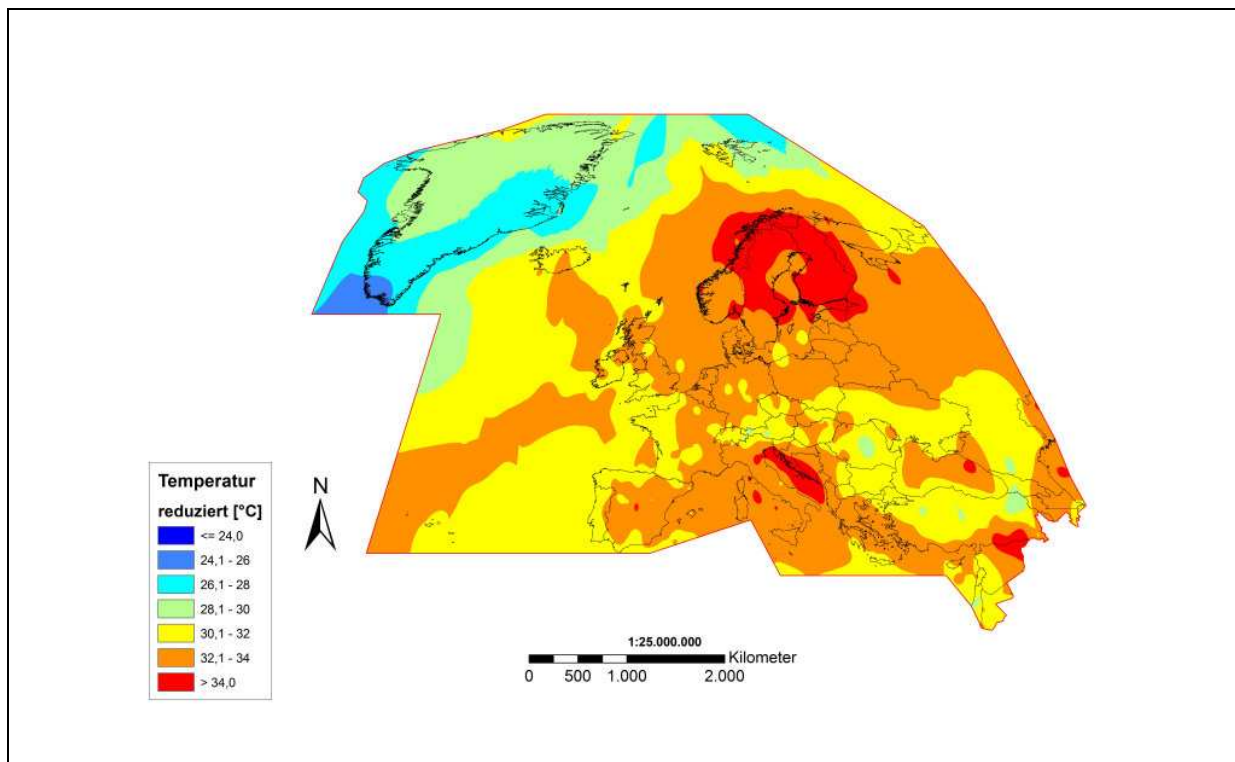 Temperatur
reduziert [°C]
<= 24,0
24,1 - 26
26,1 - 28
28,1 - 30
30,1 - 32
32,1 - 34
> 34,0
N
1:25.000.000
Kilometer
0 500 1.000 2.000